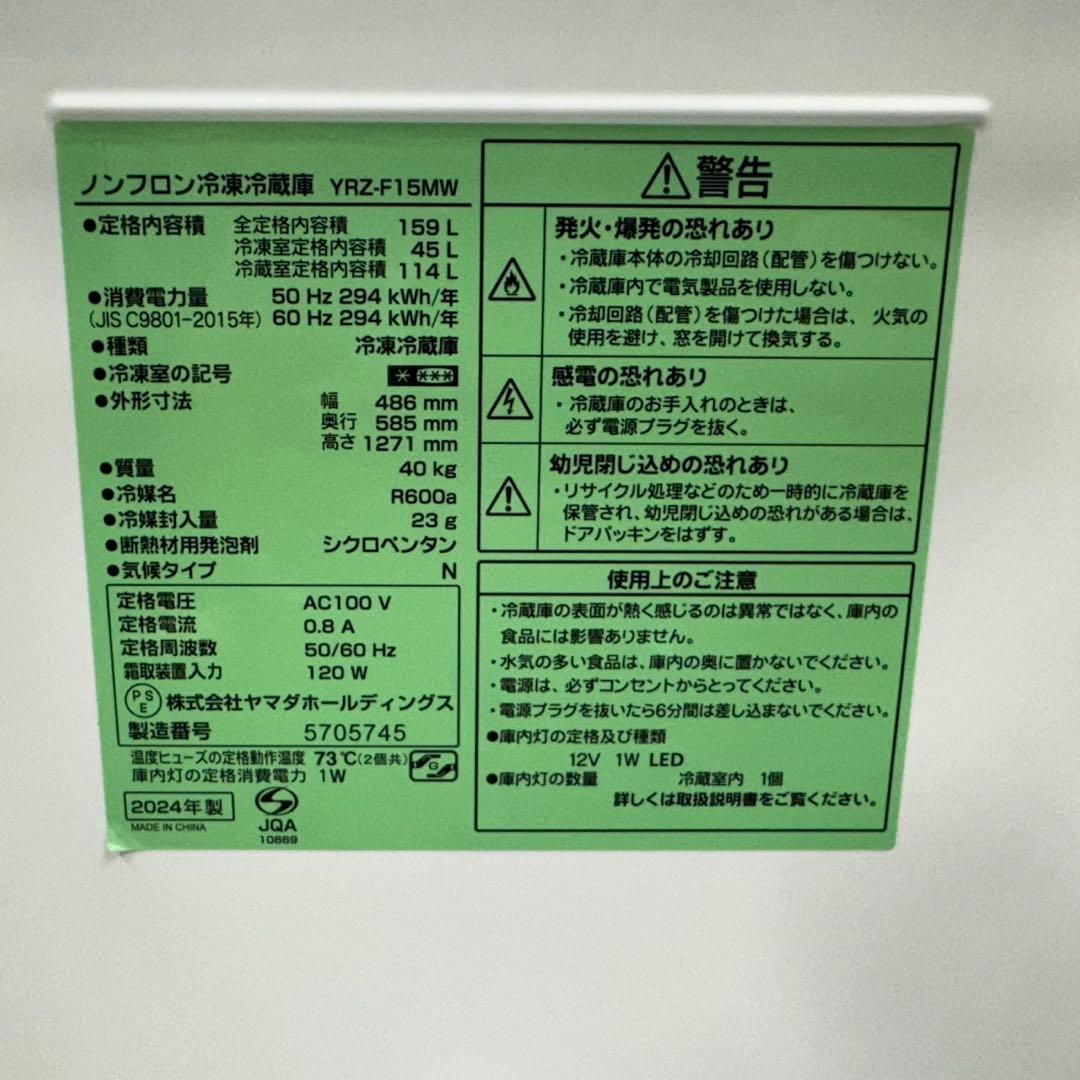 ノンフロン冷凍冷蔵庫 YRZ-F15MW
●定格内容積 全定格内容積 159 L
冷凍室定格内容積 45 L
冷蔵室定格内容積 114 L
●消費電力量 50 Hz 294 kWh/年
(JIS C9801-2015年) 60 Hz 294 kWh/年
●種類 冷凍冷蔵庫
●冷凍室の記号
●外形寸法 幅 486 mm
奥行 585 mm
高さ 1271 mm
●質量 40 kg
●冷媒名 R600a
●冷媒封入量 23 g
●断熱材用発泡剤 シクロペンタン
●気候タイプ N
定格電圧 AC100 V
定格電流 0.8 A
定格周波数 50/60 Hz
霜取装置入力 120 W
PSE 株式会社ヤマダホールディングス
製造番号 5705745
温度ヒューズの定格動作温度 73℃(2個共)
庫内灯の定格消費電力 1W
G
2024年製
MADE IN CHINA
JQA
10869
警告
発火・爆発の恐れあり
・冷蔵庫本体の冷却回路(配管)を傷つけない。
・冷蔵庫内で電気製品を使用しない。
・冷却回路(配管)を傷つけた場合は、火気の
使用を避け、窓を開けて換気する。
感電の恐れあり
・冷蔵庫のお手入れのときは、
必ず電源プラグを抜く。
幼児閉じ込めの恐れあり
・リサイクル処理などのため一時的に冷蔵庫を
保管され、幼児閉じ込めの恐れがある場合は、
ドアパッキンをはずす。
使用上のご注意
・冷蔵庫の表面が熱く感じるのは異常ではなく、庫内の
食品には影響ありません。
・水気の多い食品は、庫内の奥に置かないでください。
・電源は、必ずコンセントからとってください。
・電源プラグを抜いたら6分間は差し込まないでください。
●庫内灯の定格及び種類
12V 1W LED
●庫内灯の数量 冷蔵室内 1個
詳しくは取扱説明書をご覧ください。